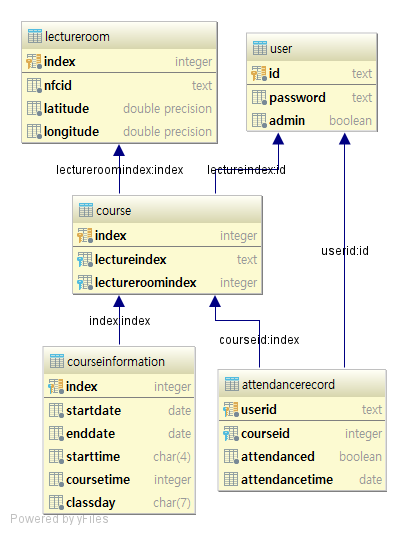 lectureroom
index integer
nfcid text
latitude double precision
longitude double precision
user
id text
password text
admin boolean
lectureroomindex:index
lectureindex:id
course
index integer
lectureindex text
lectureroomindex integer
userid:id
index:index
courseid:index
courseinformation
index integer
startdate date
enddate date
starttime char(4)
coursetime integer
classday char(7)
attendancerecord
userid text
courseid integer
attendanced boolean
attendancetime date
Powered by yFiles